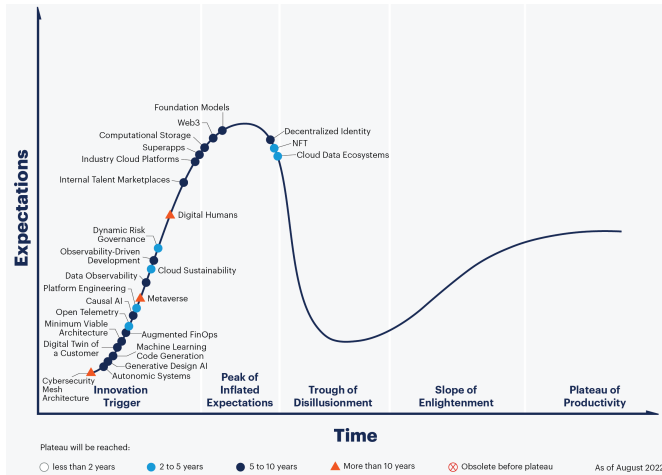 Foundation Models
Web3
Computational Storage
Superapps
Industry Cloud Platforms
Internal Talent Marketplaces
Decentralized Identity
NFT
Cloud Data Ecosystems
Digital Humans
Dynamic Risk
Governance
Observability-Driven
Development
Cloud Sustainability
Data Observability
Platform Engineering
Metaverse
Causal AI
Open Telemetry
Minimum Viable
Architecture
Augmented FinOps
Digital Twin of
a Customer
Machine Learning
Code Generation
Generative Design AI
Autonomic Systems
Cybersecurity
Mesh
Architecture
Expectations
Innovation
Trigger
Peak of
Inflated
Expectations
Trough of
Disillusionment
Slope of
Enlightenment
Plateau of
Productivity
Time
Plateau will be reached:
less than 2 years
2 to 5 years
5 to 10 years
More than 10 years
Obsolete before plateau
As of August 2022